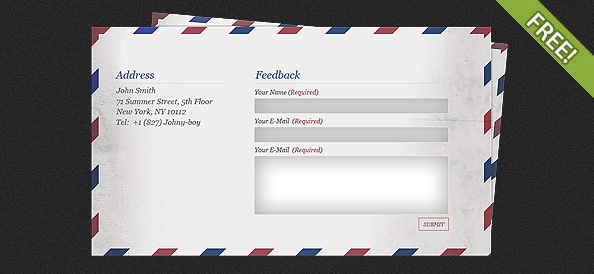 FREE!
Address
John Smith
71 Summer Street, 5th Floor
New York, NY 10112
Tel: +1 (827) Johny-boy
Feedback
Your Name (Required)
Your E-Mail (Required)
Your E-Mail (Required)
SUBMIT